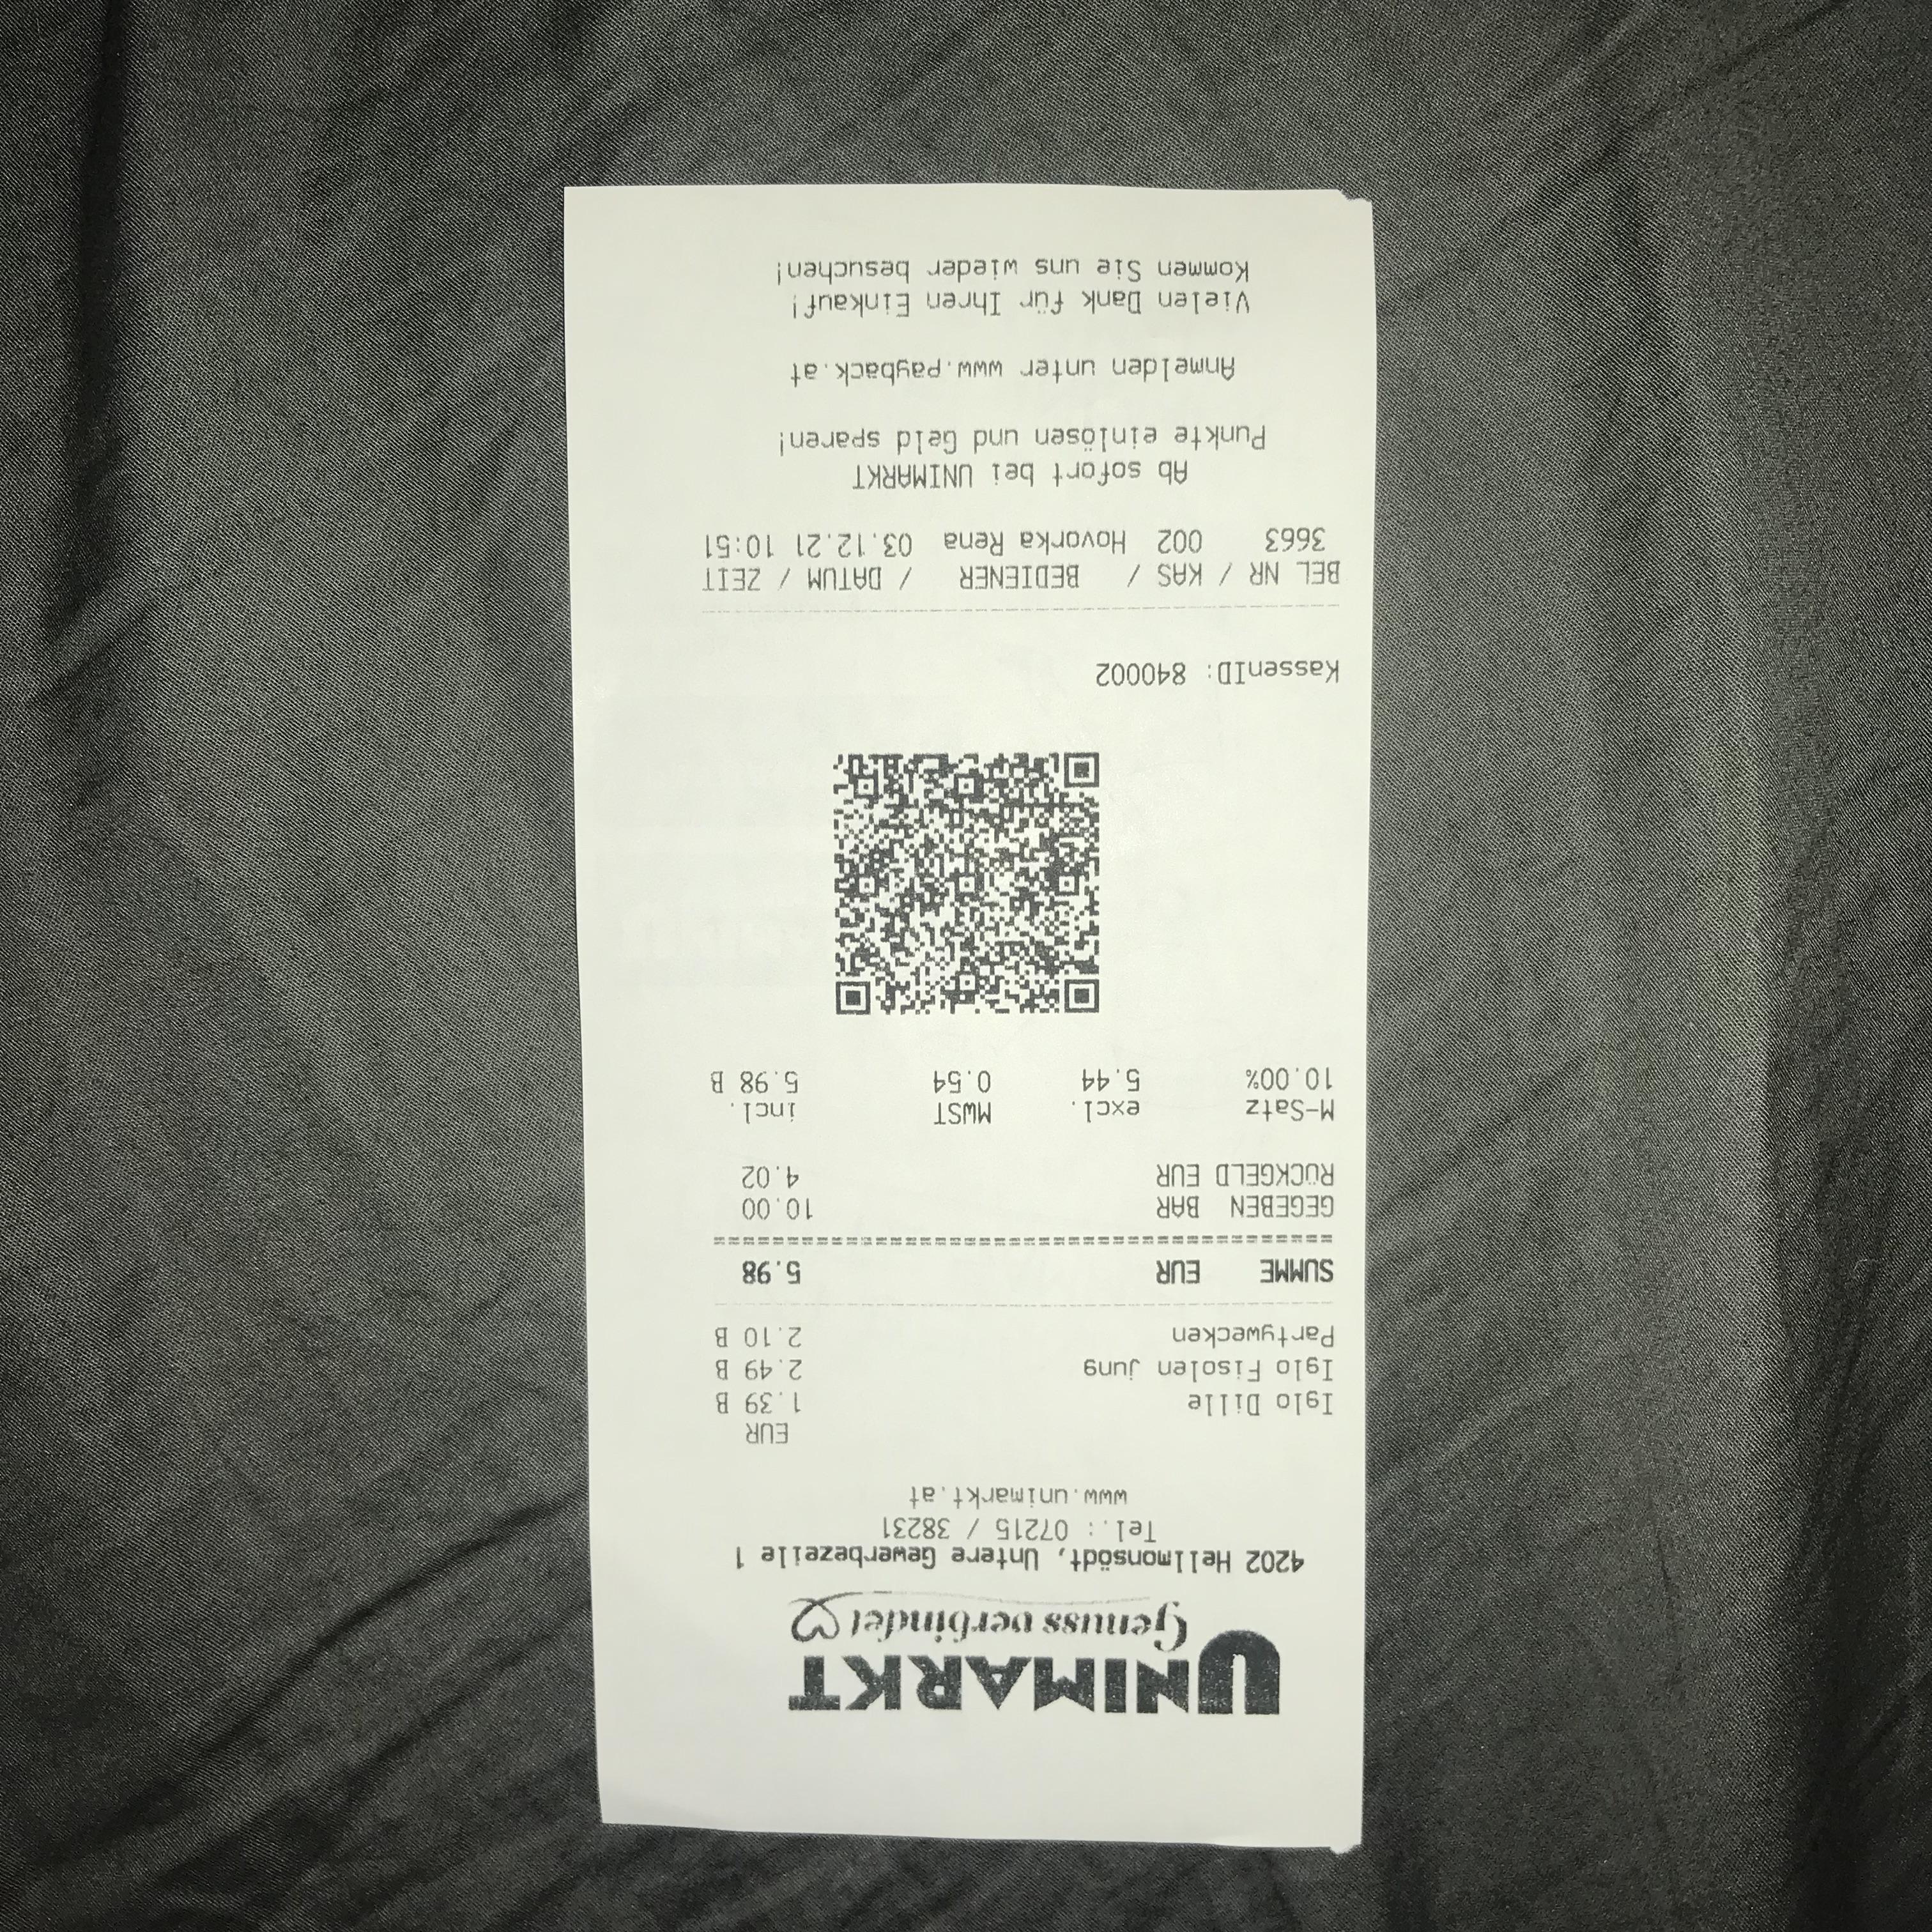 UNIMARKT
Genuss verbindet
4202 Hellmonsödt, Untere Gewerbezeile 1
Tel.: 07215 / 38231
www.unimarkt.at
EUR
Iglo Dille 1.39 B
Iglo Fisolen jung 2.49 B
Partywecken 2.10 B
SUMME EUR 5.98
GEGEBEN BAR 10.00
RÜCKGELD EUR 4.02
M-Satz excl. MWST incl.
10.00% 5.44 0.54 5.98 B
KassenID: 840002
BEL NR / KAS / BEDIENER / DATUM / ZEIT
3663 002 Hovorka Rena 03.12.21 10:51
Ab sofort bei UNIMARKT
Punkte einlösen und Geld sparen!
Anmelden unter www.payback.at
Vielen Dank für Ihren Einkauf!
Kommen Sie uns wieder besuchen!